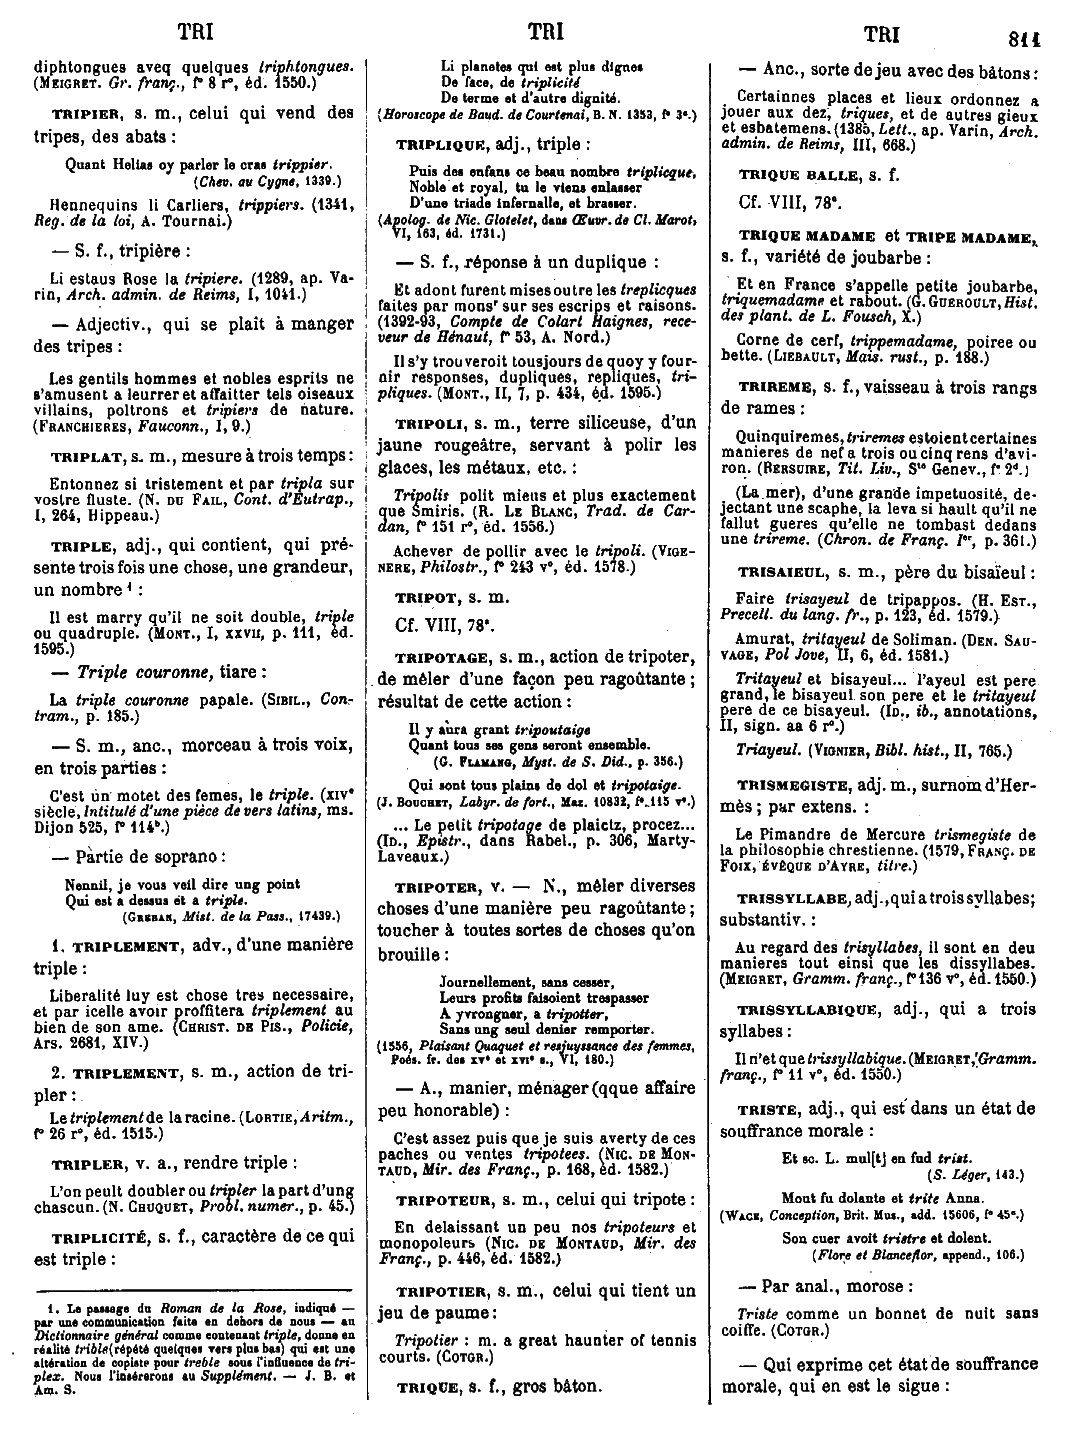 TRI
TRI
TRI
811
diphtongues aveq quelques triphtongues.
(MEIGRET. Gr. franç., f° 8 r°, éd. 1550.)
TRIPIER, s. m., celui qui vend des
tripes, des abats :
Quant Helias oy parler le cras trippier.
(Chev. au Cygne, 1339.)
Hennequins li Carliers, trippiers. (1341,
Reg. de la loi, A. Tournai.)
— S. f., tripière :
Li estaus Rose la tripiere. (1289, ap. Va-
rin, Arch. admin. de Reims, I, 1041.)
— Adjectiv., qui se plaît à manger
des tripes :
Les gentils hommes et nobles esprits ne
s'amusent a leurrer et affaitter tels oiseaux
villains, poltrons et tripiers de nature.
(FRANCHIERES, Fauconn., I, 9.)
TRIPLAT, s. m., mesure à trois temps :
Entonnez si tristement et par tripla sur
vostre fluste. (N. DU FAIL, Cont. d'Eutrap.,
I, 264, Hippeau.)
TRIPLE, adj., qui contient, qui pré-
sente trois fois une chose, une grandeur,
un nombre 1 :
Il est marry qu'il ne soit double, triple
ou quadruple. (MONT., I, XXVII, p. 111, éd.
1595.)
— Triple couronne, tiare :
La triple couronne papale. (SIBIL., Con-
tram., p. 185.)
— S. m., anc., morceau à trois voix,
en trois parties :
C'est un motet des femes, le triple. (XIVe
siècle, Intitulé d'une pièce de vers latins, ms.
Dijon 525, f° 114b.)
— Partie de soprano :
Nennil, je vous veil dire ung point
Qui est a dessus et a triple.
(GREBAN, Mist. de la Pass., 17439.)
1. TRIPLEMENT, adv., d'une manière
triple :
Liberalité luy est chose tres necessaire,
et par icelle avoir proffitera triplement au
bien de son ame. (CHRIST. DE PIS., Policie,
Ars. 2681, XIV.)
2. TRIPLEMENT, s. m., action de tri-
pler :
Le triplement de la racine. (LORTIE, Aritm.,
f° 26 r°, éd. 1515.)
TRIPLER, v. a., rendre triple :
L'on peult doubler ou tripler la part d'ung
chascun. (N. CHUQUET, Probl. numer., p. 45.)
TRIPLICITÉ, s. f., caractère de ce qui
est triple :
1. Le passage du Roman de la Rose, indiqué —
par une communication faite en dehors de nous — au
Dictionnaire général comme contenant triple, donne en
réalité trible (répété quelques vers plus bas) qui est une
altération de copiste pour treble sous l'influence de tri-
plex. Nous l'insérerons au Supplément. — J. B. et
Am. S.
Li planetes qui est plus dignes
De face, de triplicité
De terme et d'autre dignité.
(Horoscope de Baud. de Courtenai, B. N. 1353, f° 3a.)
TRIPLIQUE, adj., triple :
Puis des enfans ce beau nombre triplicque,
Noble et royal, tu le viens enlasser
D'une triade infernalle, et brasser.
(Apolog. de Nic. Glotelet, dans Œuvr. de Cl. Marot,
VI, 163, éd. 1731.)
— S. f., réponse à un duplique :
Et adont furent mises outre les treplicques
faites par mons' sur ses escrips et raisons.
(1392-93, Compte de Colart Haignes, rece-
veur de Hénaut, f° 53, A. Nord.)
Il s'y trouveroit tousjours de quoy y four-
nir responses, dupliques, repliques, tri-
pliques. (MONT., II, 7, p. 434, éd. 1595.)
TRIPOLI, s. m., terre siliceuse, d'un
jaune rougeâtre, servant à polir les
glaces, les métaux, etc. :
Tripolis polit mieus et plus exactement
que Smiris. (R. LE BLANC, Trad. de Car-
dan, f° 151 r°, éd. 1556.)
Achever de pollir avec le tripoli. (VIGE-
NERE, Philostr., f° 243 v°, éd. 1578.)
TRIPOT, s. m.
Cf. VIII, 78a.
TRIPOTAGE, s. m., action de tripoter,
de mêler d'une façon peu ragoûtante ;
résultat de cette action :
Il y aura grant tripoutaige
Quant tous ses gens seront ensemble.
(G. FLAMANG, Myst. de S. Did., p. 356.)
Qui sont tous plains de dol et tripotaige.
(J. BOUCHET, Labyr. de fort., Maz. 10832, f° 115 v°.)
... Le petit tripotage de plaictz, procez...
(ID., Epistr., dans Rabel., p. 306, Marty-
Laveaux.)
TRIPOTER, v. — N., mêler diverses
choses d'une manière peu ragoûtante ;
toucher à toutes sortes de choses qu'on
brouille :
Journellement, sans cesser,
Leurs profits faisoient trespasser
A yvrongner, a tripotter,
Sans ung seul denier remporter.
(1556, Plaisant Quaquet et resjuyssance des femmes,
Poés. fr. des XVe et XVIe s., VI, 180.)
— A., manier, ménager (qque affaire
peu honorable) :
C'est assez puis que je suis averty de ces
paches ou ventes tripotees. (NIC. DE MON-
TAUD, Mir. des Franç., p. 168, éd. 1582.)
TRIPOTEUR, s. m., celui qui tripote :
En delaissant un peu nos tripoteurs et
monopoleurs (NIC. DE MONTAUD, Mir. des
Franç., p. 446, éd. 1582.)
TRIPOTIER, s. m., celui qui tient un
jeu de paume :
Tripotier : m. a great haunter of tennis
courts. (COTGR.)
TRIQUE, s. f., gros bâton.
— Anc., sorte de jeu avec des bâtons :
Certainnes places et lieux ordonnez a
jouer aux dez, triques, et de autres gieux
et esbatemens. (1385, Lett., ap. Varin, Arch.
admin. de Reims, III, 668.)
TRIQUE BALLE, s. f.
Cf. VIII, 78a.
TRIQUE MADAME et TRIPE MADAME,
s. f., variété de joubarbe :
Et en France s'appelle petite joubarbe,
triquemadame et rabout. (G. GUEROULT, Hist.
des plant. de L. Fousch, X.)
Corne de cerf, trippemadame, poiree ou
bette. (LIEBAULT, Mais. rust., p. 188.)
TRIREME, s. f., vaisseau à trois rangs
de rames :
Quinquiremes, triremes estoient certaines
manieres de nef a trois ou cinq rens d'avi-
ron. (BERSUIRE, Tit. Liv., Ste Genev., f° 2d.)
(La mer), d'une grande impetuosité, de-
jectant une scaphe, la leva si hault qu'il ne
fallut gueres qu'elle ne tombast dedans
une trireme. (Chron. de Franç. Ier, p. 361.)
TRISAIEUL, s. m., père du bisaïeul :
Faire trisayeul de tripappos. (H. EST.,
Precell. du lang. fr., p. 123, éd. 1579.)
Amurat, tritayeul de Soliman. (DEN. SAU-
VAGE, Pol Jove, II, 6, éd. 1581.)
Tritayeul et bisayeul... l'ayeul est pere
grand, le bisayeul son pere et le tritayeul
pere de ce bisayeul. (ID., ib., annotations,
II, sign. aa 6 r°.)
Triayeul. (VIGNIER, Bibl. hist., II, 765.)
TRISMEGISTE, adj. m., surnom d'Her-
mès ; par extens. :
Le Pimandre de Mercure trismegiste de
la philosophie chrestienne. (1579, FRANÇ. DE
FOIX, ÉVÊQUE D'AYRE, titre.)
TRISSYLLABE, adj., qui a trois syllabes;
substantiv. :
Au regard des trisyllabes, il sont en deu
manieres tout einsi que les dissyllabes.
(MEIGRET, Gramm. franç., f° 136 v°, éd. 1550.)
TRISSYLLABIQUE, adj., qui a trois
syllabes :
Il n'et que trissyllabique. (MEIGRET, Gramm.
franç., f° 11 v°, éd. 1550.)
TRISTE, adj., qui est dans un état de
souffrance morale :
Et sc. L. mul[t] en fud trist.
(S. Léger, 143.)
Mout fu dolante et trite Anna.
(WACE, Conception, Brit. Mus., add. 15606, f° 45a.)
Son cuer avoit tristre et dolent.
(Flore et Blanceflor, append., 106.)
— Par anal., morose :
Triste comme un bonnet de nuit sans
coiffe. (COTGR.)
— Qui exprime cet état de souffrance
morale, qui en est le sigue :